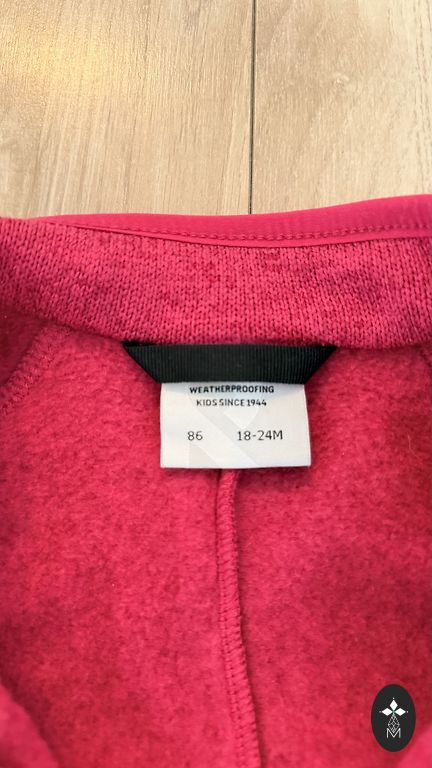 WEATHERPROOFING
KIDS SINCE 1944
86 18-24M
M